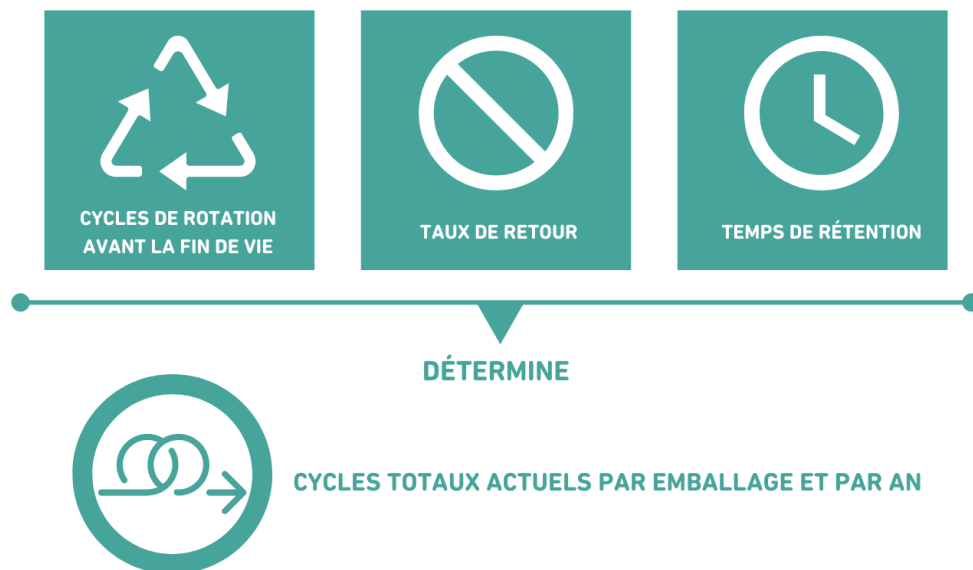 CYCLES DE ROTATION
AVANT LA FIN DE VIE
TAUX DE RETOUR
TEMPS DE RÉTENTION
DÉTERMINE
CYCLES TOTAUX ACTUELS PAR EMBALLAGE ET PAR AN